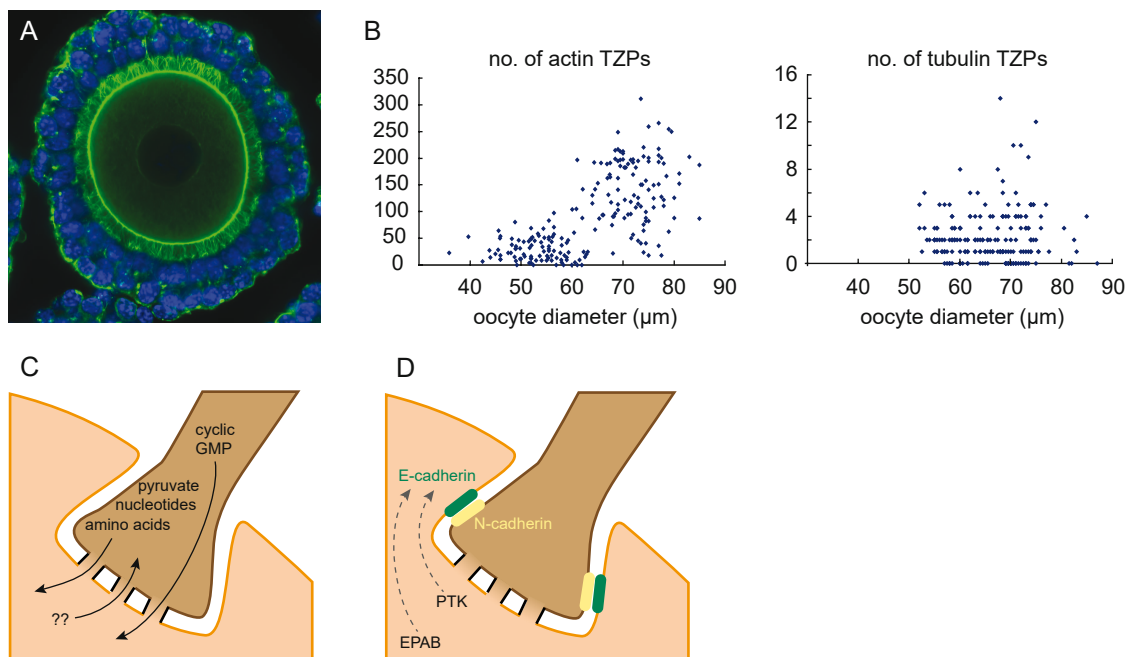 A
B
no. of actin TZPs
350
300
250
200
150
100
50
0
40 50 60 70 80 90
oocyte diameter (µm)
no. of tubulin TZPs
16
12
8
4
0
40 50 60 70 80 90
oocyte diameter (µm)
C
cyclic
GMP
pyruvate
nucleotides
amino acids
??
D
E-cadherin
N-cadherin
PTK
EPAB